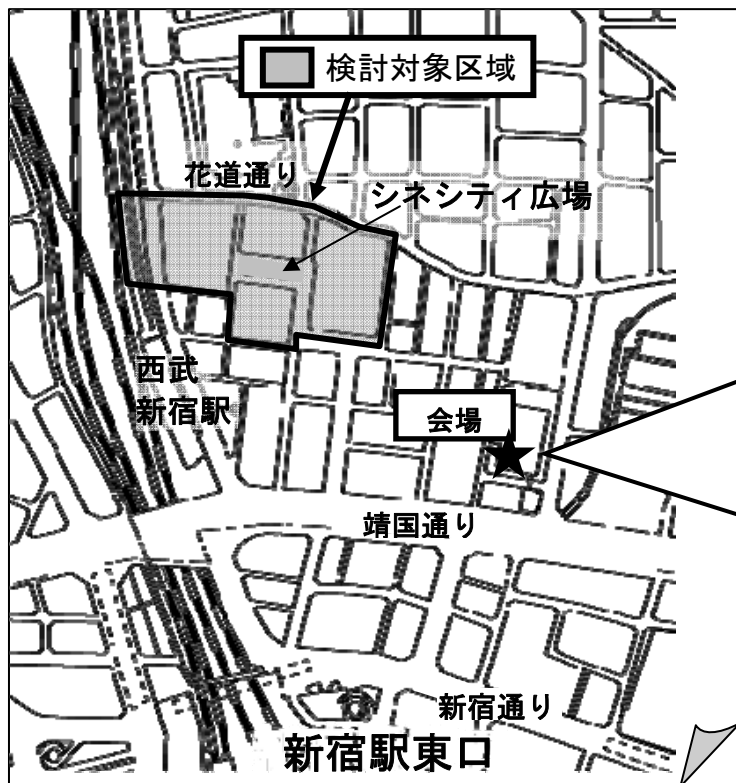 検討対象区域
花道通り
シネシティ広場
西武
新宿駅
会場
靖国通り
新宿通り
新宿駅東口